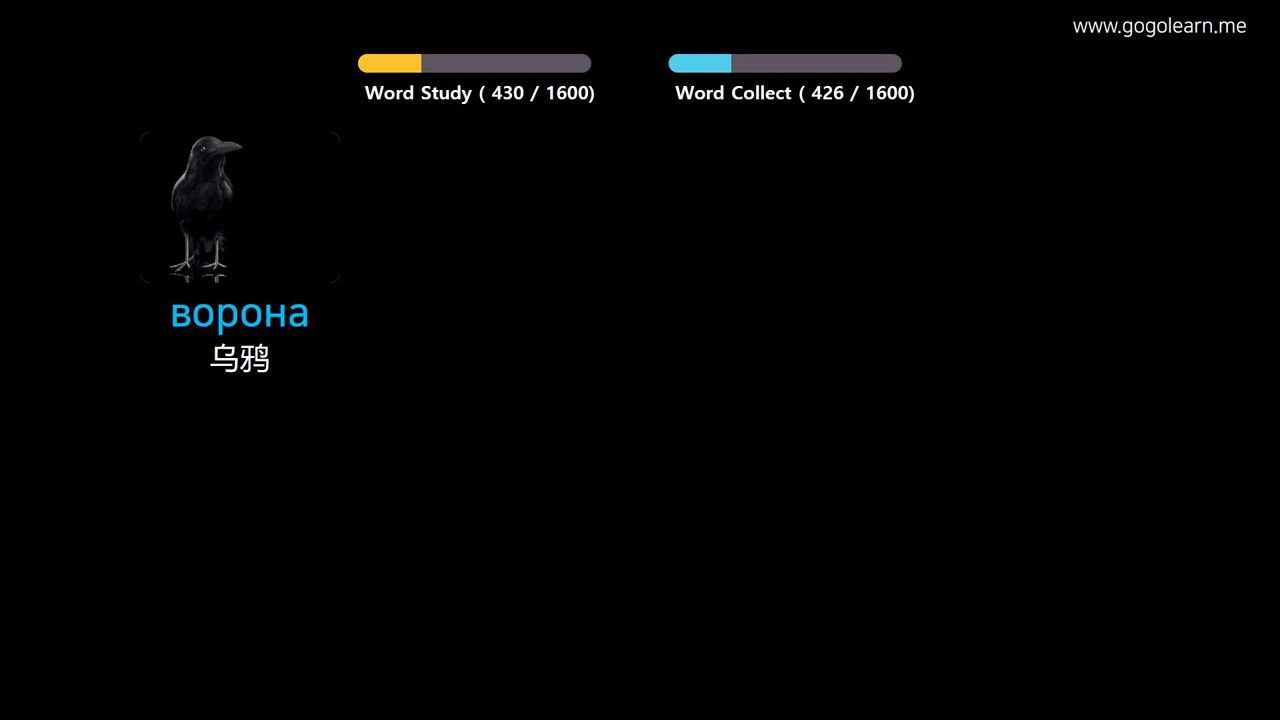 www.gogolearn.me
Word Study ( 430 / 1600)
Word Collect ( 426 / 1600)
ворона
乌鸦